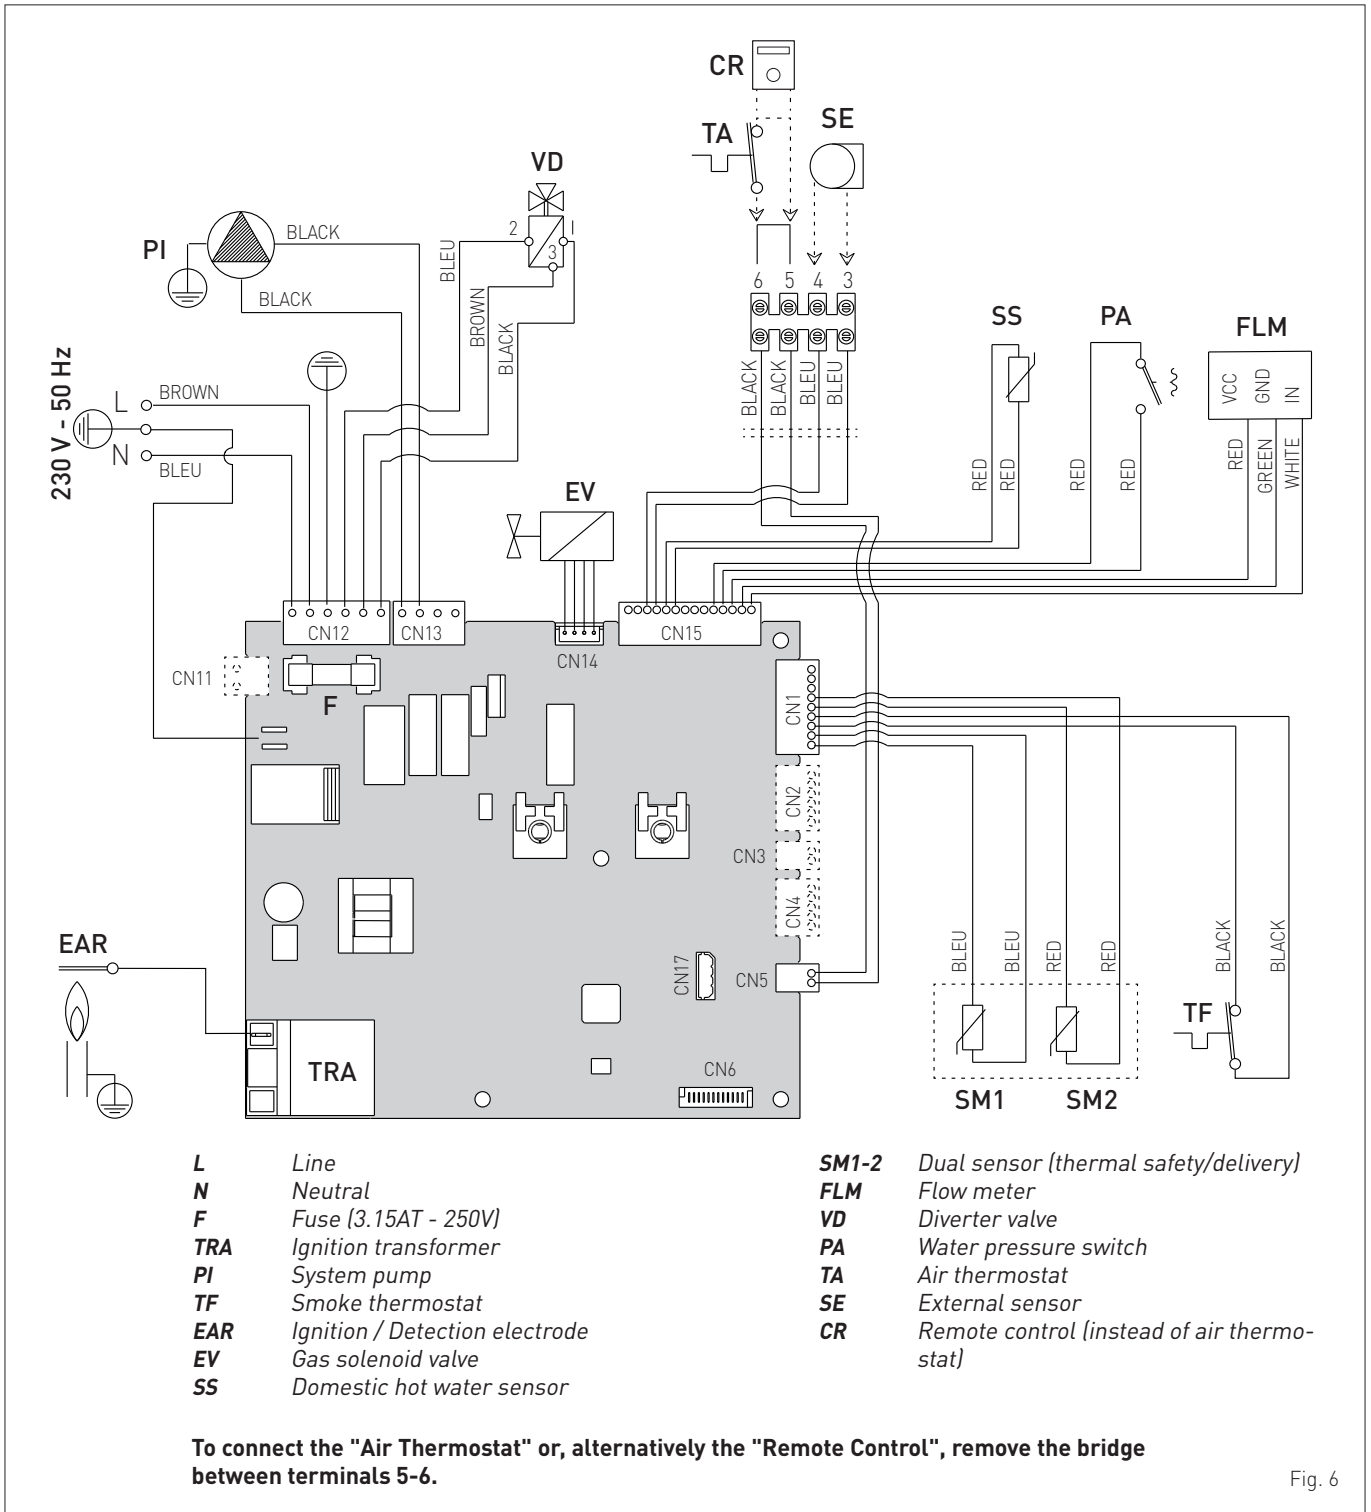 CR
TA
SE
VD
2
1
3
PI
BLACK
BLACK
BLEU
BROWN
BLACK
6 5 4 3
BLACK
BLACK
BLEU
BLEU
SS
PA
FLM
VCC
GND
IN
RED
RED
RED
RED
RED
GREEN
WHITE
230 V - 50 Hz
L
BROWN
N
BLEU
EV
CN12
CN13
CN14
CN15
CN11
F
CN1
CN2
CN3
CN4
CN17
CN5
CN6
EAR
TRA
BLEU
BLEU
RED
RED
BLACK
BLACK
TF
SM1
SM2
L Line
N Neutral
F Fuse (3.15AT - 250V)
TRA Ignition transformer
PI System pump
TF Smoke thermostat
EAR Ignition / Detection electrode
EV Gas solenoid valve
SS Domestic hot water sensor
SM1-2 Dual sensor (thermal safety/delivery)
FLM Flow meter
VD Diverter valve
PA Water pressure switch
TA Air thermostat
SE External sensor
CR Remote control (instead of air thermo-
stat)
To connect the "Air Thermostat" or, alternatively the "Remote Control", remove the bridge
between terminals 5-6.
Fig. 6